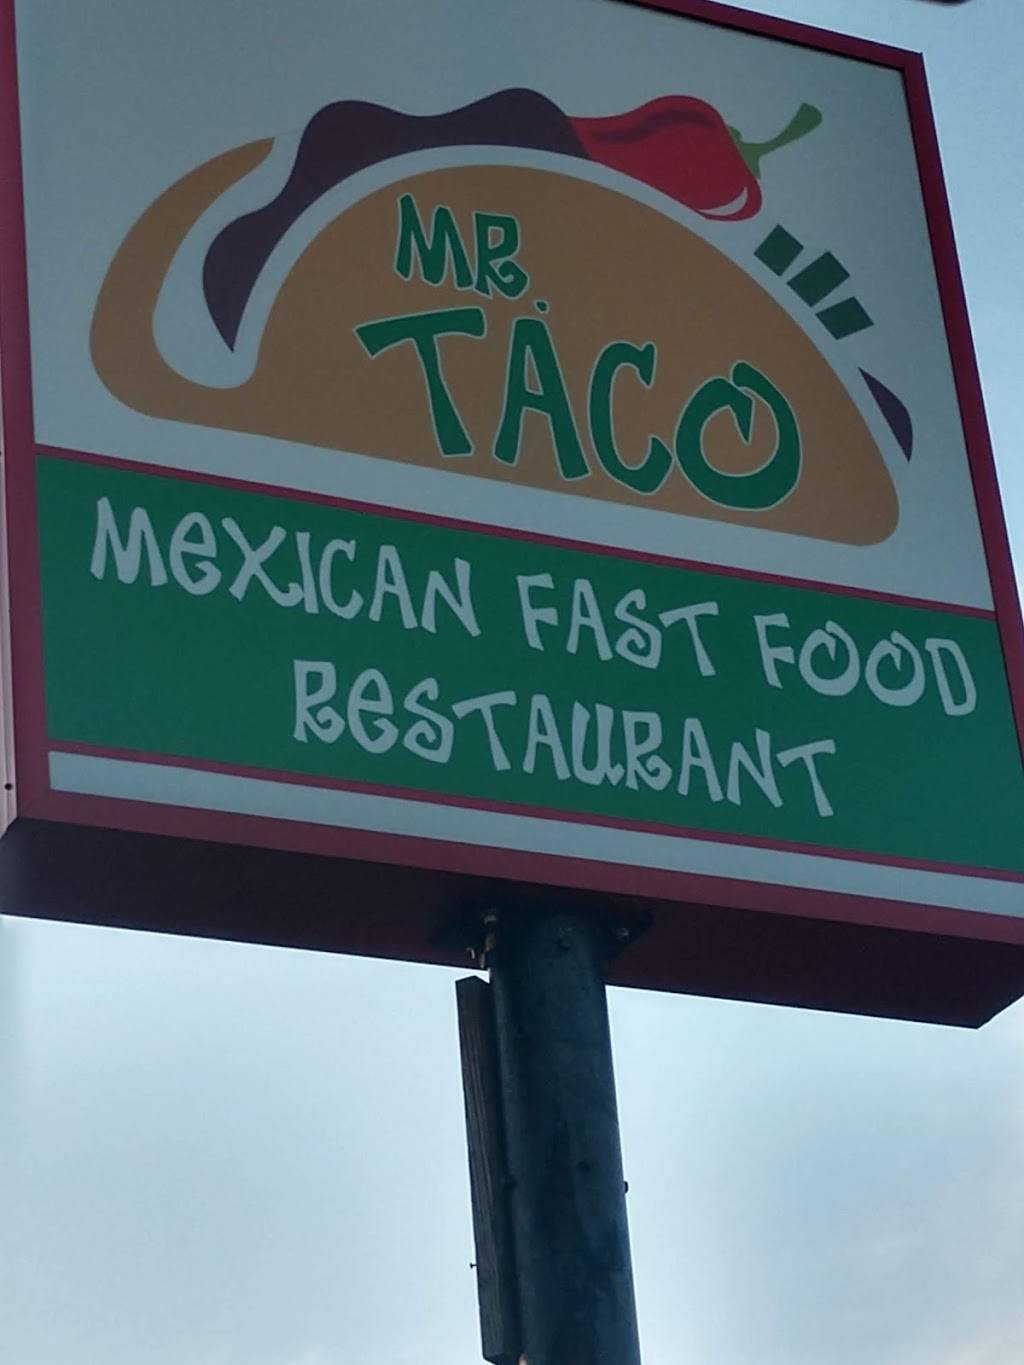 MR.
TACO
MeXICAN FAST FOOD
ReSTAURANT